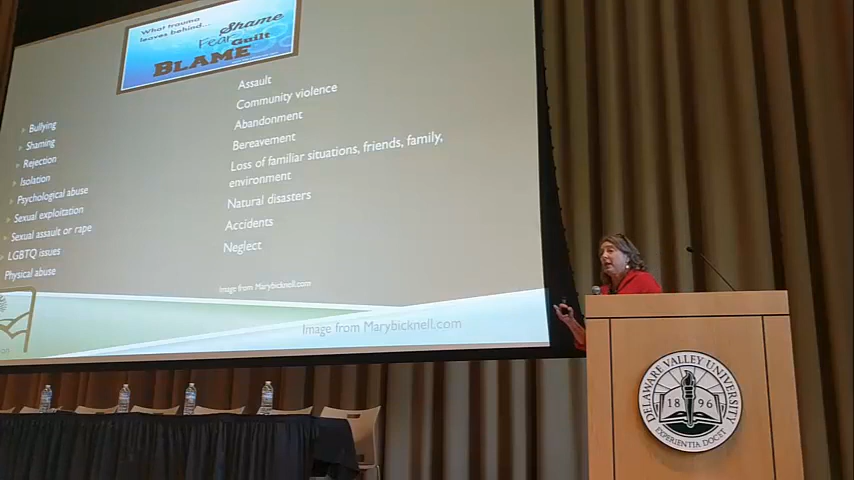 What trauma
leaves behind...
Shame
Fear
Guilt
BLAME
Bullying
Shaming
Rejection
Isolation
Psychological abuse
Sexual exploitation
Sexual assault or rape
LGBTQ issues
Physical abuse
Assault
Community violence
Abandonment
Bereavement
Loss of familiar situations, friends, family,
environment
Natural disasters
Accidents
Neglect
Image from Marybicknell.com
Image from Marybicknell.com
DELAWARE VALLEY UNIVERSITY
18 96
EXPERIENTIA DOCET